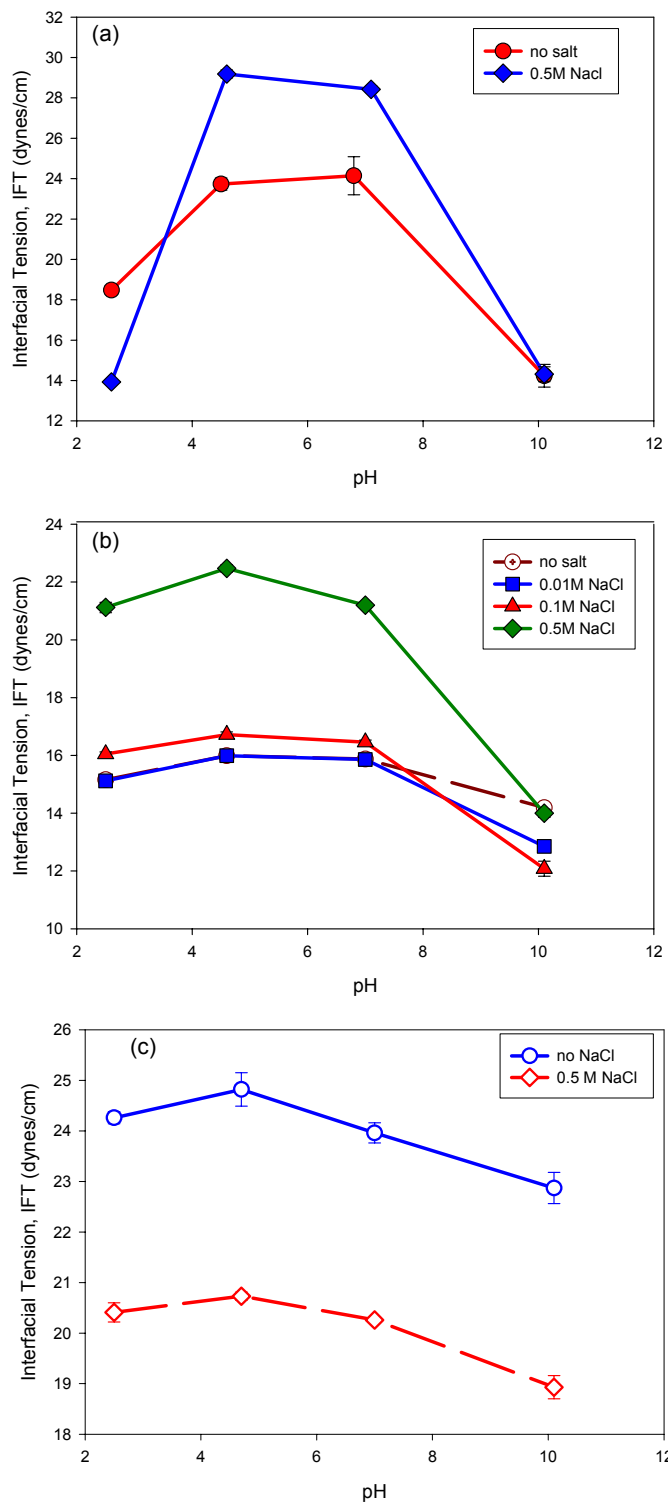 (a)
no salt
0.5M Nacl
32
30
28
26
24
22
20
18
16
14
12
Interfacial Tension, IFT (dynes/cm)
2 4 6 8 10 12
pH
(b)
no salt
0.01M NaCl
0.1M NaCl
0.5M NaCl
24
22
20
18
16
14
12
10
Interfacial Tension, IFT (dynes/cm)
2 4 6 8 10 12
pH
(c)
no NaCl
0.5 M NaCl
26
25
24
23
22
21
20
19
18
Interfacial Tension, IFT (dynes/cm)
2 4 6 8 10 12
pH